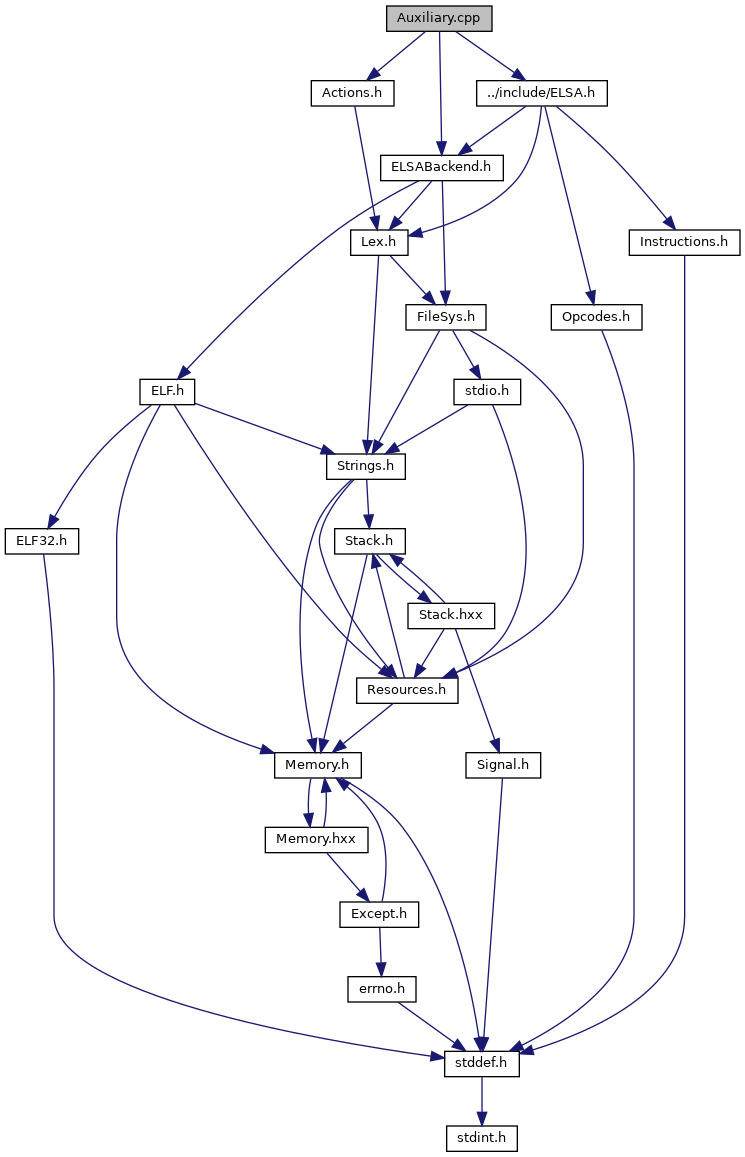 Auxiliary.cpp
Actions.h
../include/ELSA.h
ELSABackend.h
Lex.h
Instructions.h
FileSys.h
Opcodes.h
ELF.h
stdio.h
Strings.h
ELF32.h
Stack.h
Stack.hxx
Resources.h
Memory.h
Signal.h
Memory.hxx
Except.h
errno.h
stddef.h
stdint.h